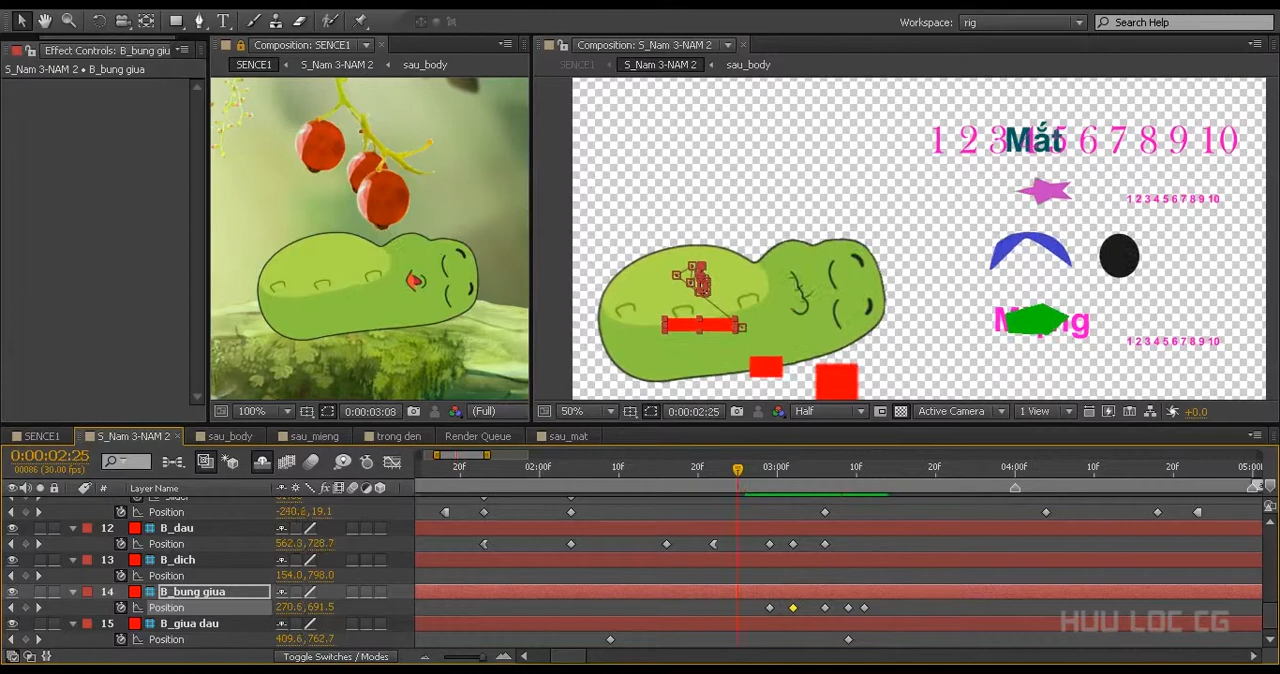 Workspace: rig Search Help
Effect Controls: B_bung giu
Composition: SENCE1
Composition: S_Nam 3-NAM 2
S_Nam 3-NAM 2 • B_bung giua
SENCE1 S_Nam 3-NAM 2 sau_body
SENCE1 S_Nam 3-NAM 2 sau_body
1 2 3 4 5 6 7 8 9 10
Mắt
1 2 3 4 5 6 7 8 9 10
1 2 3 4 5 6 7 8 9 10
100% 0:00:03:08 (Full)
50% 0:00:02:25 Half Active Camera 1 View +0.0
SENCE1 S_Nam 3-NAM 2 sau_body sau_mieng trong den Render Queue sau_mat
0:00:02:25
00086 (30.00 fps)
20f 02:00f 10f 20f 03:00f 10f 20f 04:00f 10f 20f 05:00f
# Layer Name
Position -240.6,19.1
12 B_dau
Position 562.3,728.7
13 B_dich
Position 154.0,798.0
14 B_bung giua
Position 270.6,691.5
15 B_giua dau
Position 409.6,762.7
Toggle Switches / Modes
HUU LOC CG